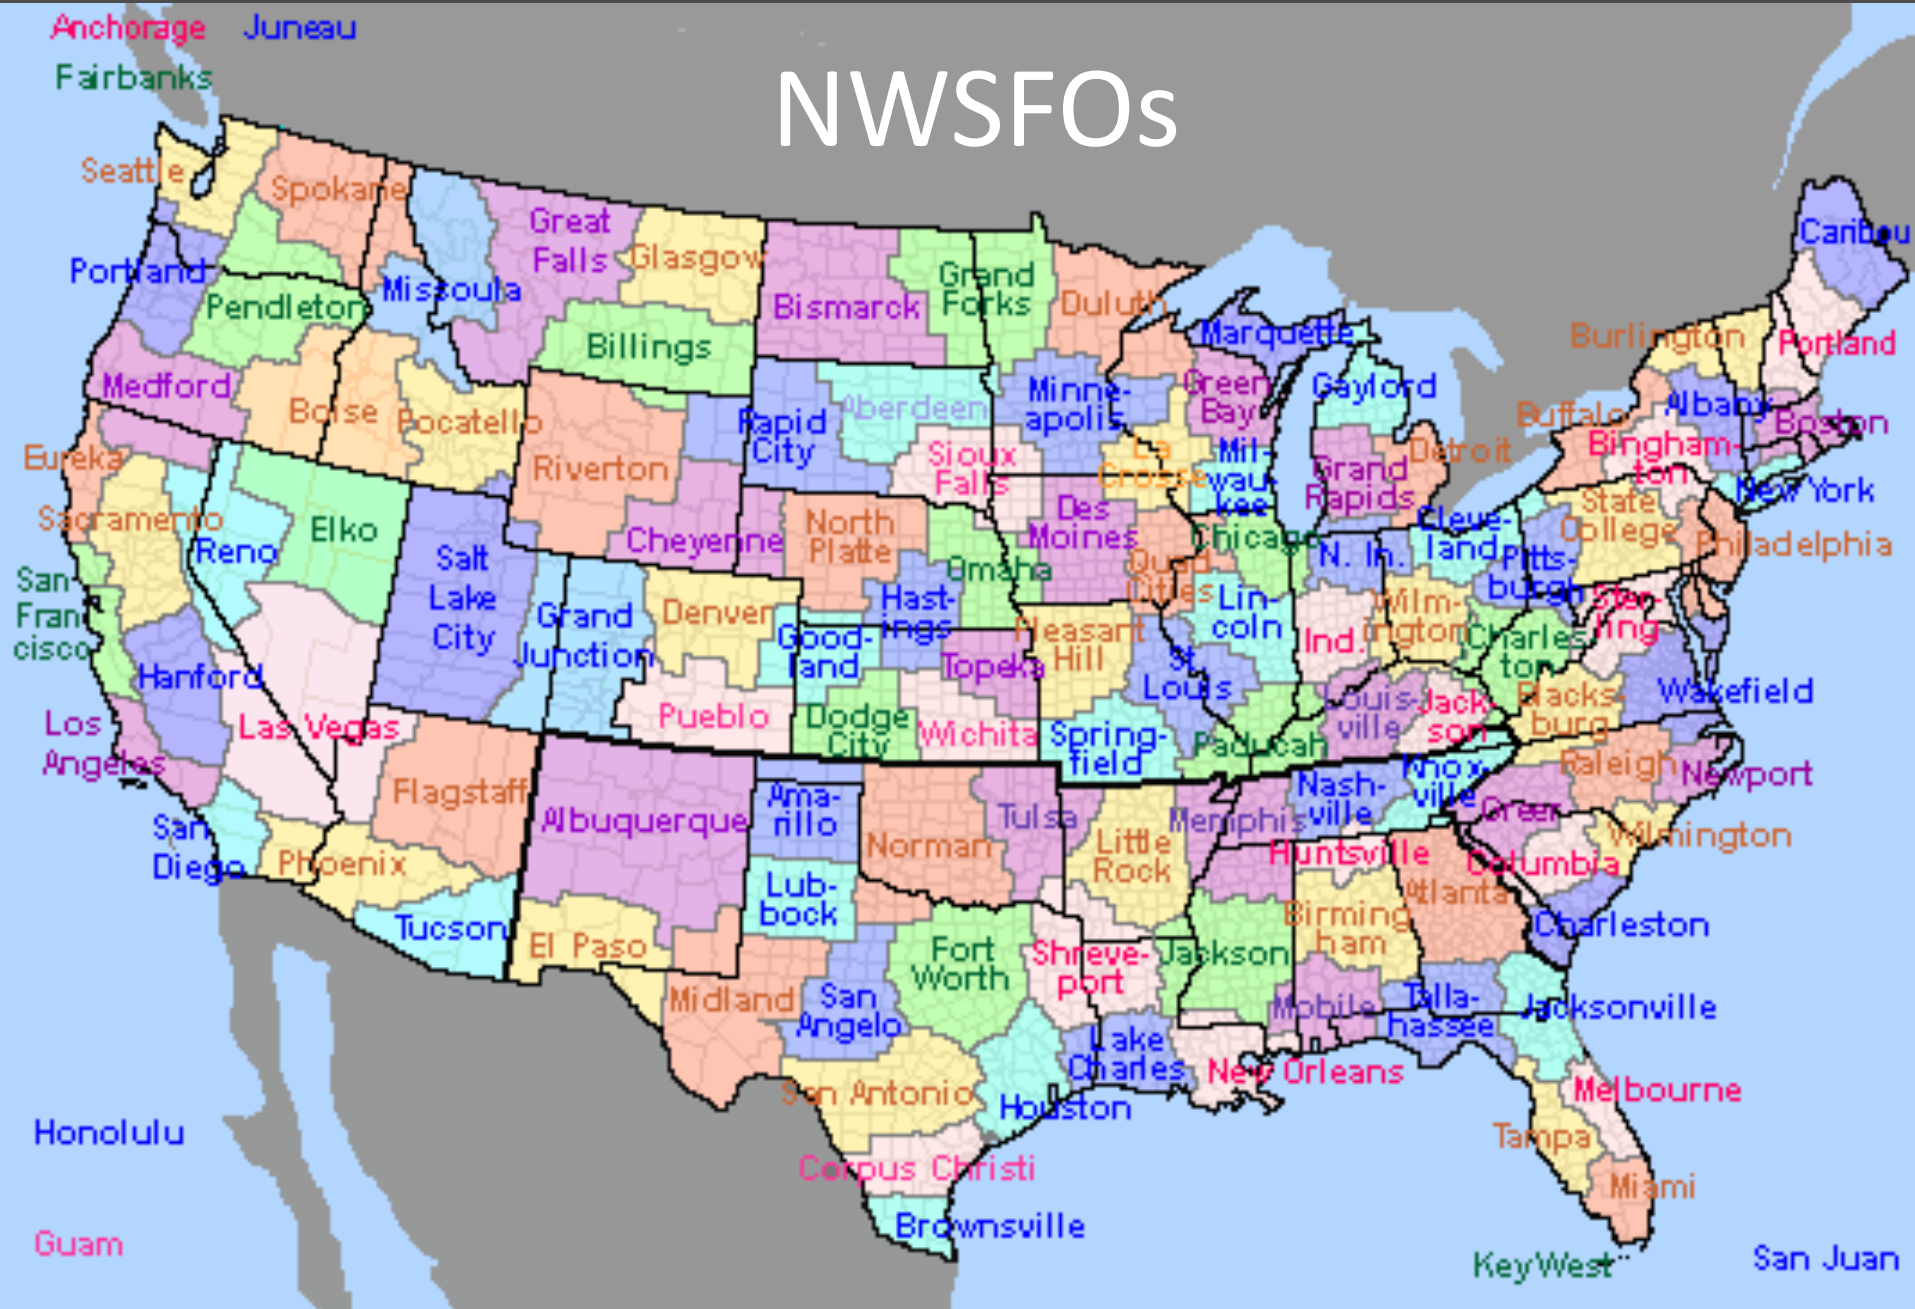 Anchorage
Juneau
Fairbanks
NWSFOs
Seattle
Spokane
Great
Falls
Glasgow
Portland
Missoula
Pendleton
Bismarck
Grand
Forks
Duluth
Caribou
Billings
Marquette
Burlington
Portland
Medford
Boise
Pocatello
Rapid
City
Aberdeen
Minne-
apolis
Green
Bay
Gaylord
Buffalo
Albany
Boston
Eureka
Riverton
Sioux
Falls
La
Crosse
Mil-
wau-
kee
Grand
Rapids
Detroit
Bingham-
ton
New York
Sacramento
Reno
Elko
Salt
Lake
City
Cheyenne
North
Platte
Omaha
Des
Moines
Quad
Cities
Chicago
N. In.
Cleve-
land
Pitts-
burgh
State
College
Philadelphia
San
Fran
cisco
Hanford
Grand
Junction
Denver
Good-
land
Hast-
ings
Topeka
Pleasant
Hill
St.
Louis
Lin-
coln
Ind.
Wilm-
ington
Charles
ton
Ster-
ling
Wakefield
Los
Angeles
Las Vegas
Pueblo
Dodge
City
Wichita
Spring-
field
Paducah
Louis-
ville
Jack-
son
Blacks-
burg
Raleigh
Newport
San
Diego
Phoenix
Flagstaff
Albuquerque
Ama-
rillo
Norman
Tulsa
Little
Rock
Memphis
Nash-
ville
Knox-
ville
Greer
Wilmington
Tucson
El Paso
Lub-
bock
Huntsville
Atlanta
Columbia
Charleston
Midland
San
Angelo
Fort
Worth
Shreve-
port
Jackson
Birming
ham
Mobile
Talla-
hassee
Jacksonville
San Antonio
Houston
Lake
Charles
New Orleans
Melbourne
Tampa
Miami
Corpus Christi
Brownsville
Honolulu
Guam
Key West
San Juan